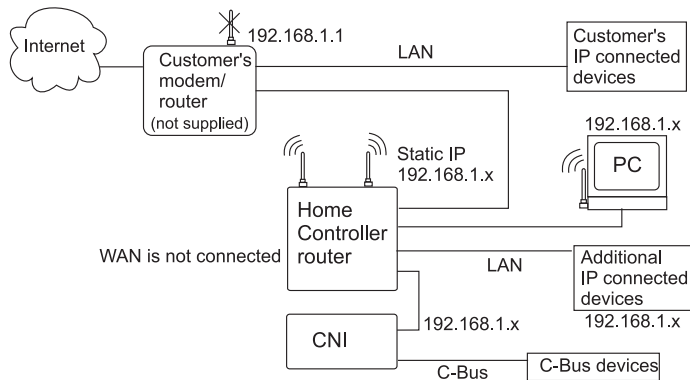 Internet
192.168.1.1
Customer's
modem/
router
(not supplied)
LAN
Customer's
IP connected
devices
192.168.1.x
PC
Static IP
192.168.1.x
Home
Controller
router
WAN is not connected
LAN
Additional
IP connected
devices
192.168.1.x
192.168.1.x
CNI
C-Bus
C-Bus devices